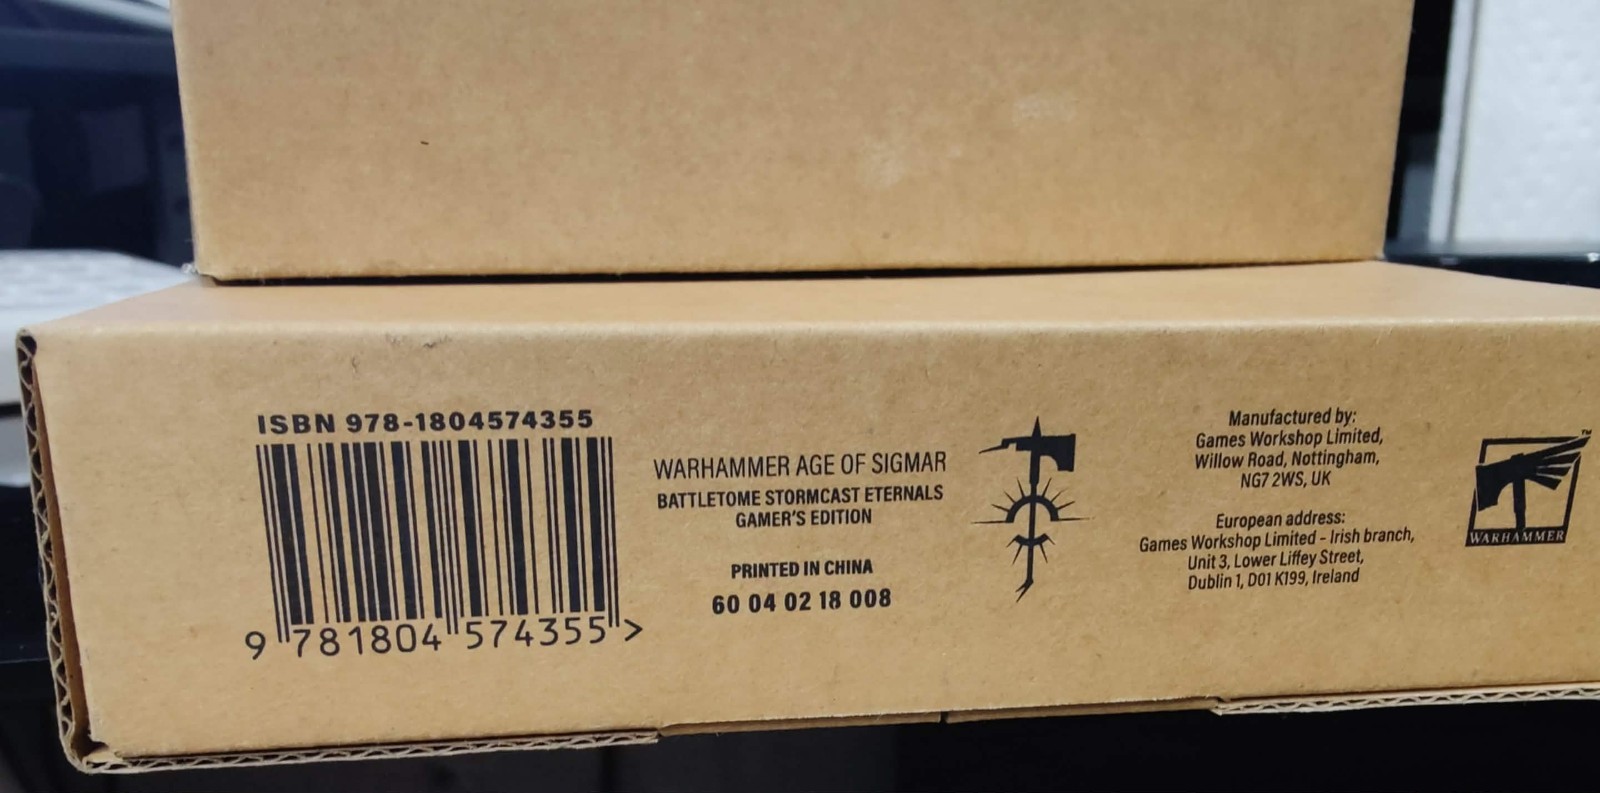 ISBN 978-1804574355
9 781804 574355 >
WARHAMMER AGE OF SIGMAR
BATTLETOME STORMCAST ETERNALS
GAMER'S EDITION
PRINTED IN CHINA
60 04 02 18 008
Manufactured by:
Games Workshop Limited,
Willow Road, Nottingham,
NG7 2WS, UK
European address:
Games Workshop Limited - Irish branch,
Unit 3, Lower Liffey Street,
Dublin 1, D01 K199, Ireland
TM
WARHAMMER